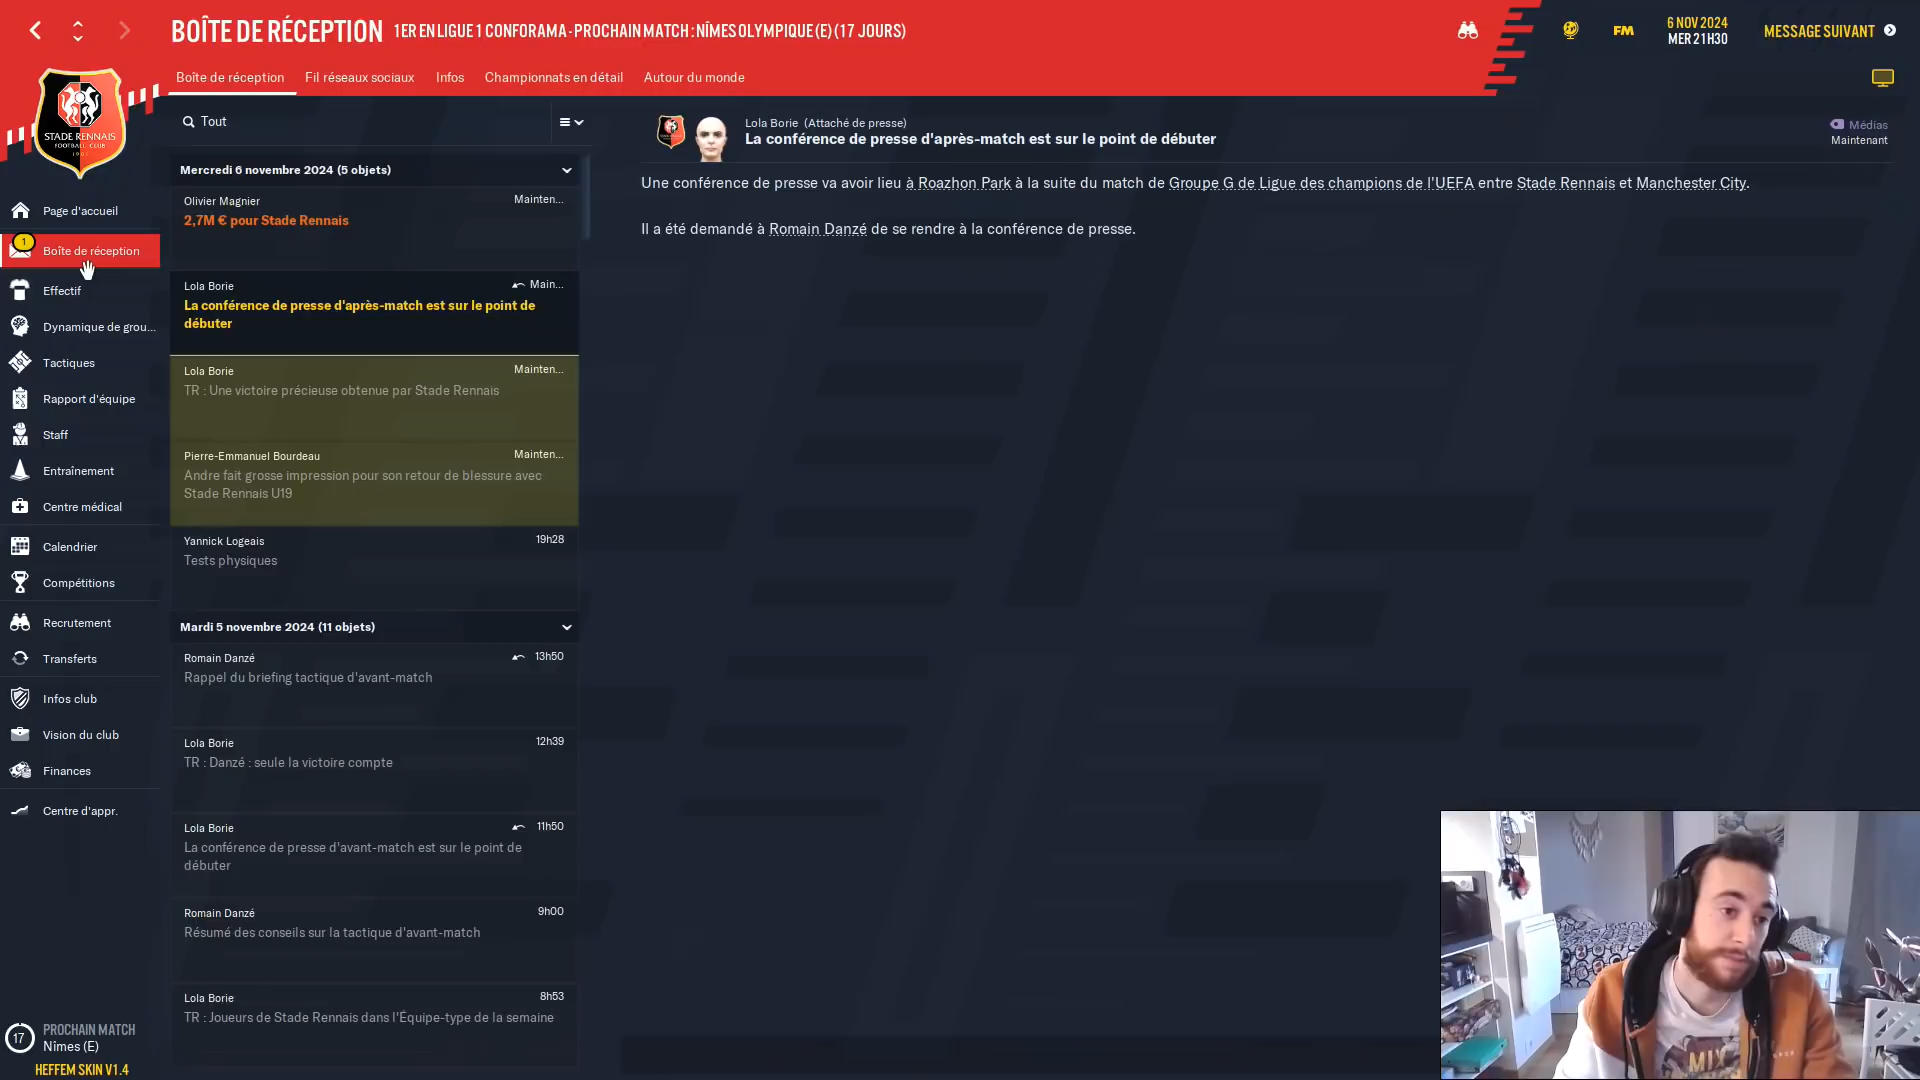 BOÎTE DE RÉCEPTION
1ER EN LIGUE 1 CONFORAMA - PROCHAIN MATCH : NÎMES OLYMPIQUE (E) (17 JOURS)
FM
6 NOV 2024
MER 21H30
MESSAGE SUIVANT
Boîte de réception
Fil réseaux sociaux
Infos
Championnats en détail
Autour du monde
STADE RENNAIS
FOOTBALL CLUB
1901
Page d'accueil
1
Boîte de réception
Effectif
Dynamique de grou...
Tactiques
Rapport d'équipe
Staff
Entraînement
Centre médical
Calendrier
Compétitions
Recrutement
Transferts
Infos club
Vision du club
Finances
Centre d'appr.
17
PROCHAIN MATCH
Nîmes (E)
HEFFEM SKIN V1.4
Tout
Mercredi 6 novembre 2024 (5 objets)
Olivier Magnier
Mainten...
2,7M € pour Stade Rennais
Lola Borie
Main...
La conférence de presse d'après-match est sur le point de
débuter
Lola Borie
Mainten...
TR : Une victoire précieuse obtenue par Stade Rennais
Pierre-Emmanuel Bourdeau
Mainten...
Andre fait grosse impression pour son retour de blessure avec
Stade Rennais U19
Yannick Logeais
19h28
Tests physiques
Mardi 5 novembre 2024 (11 objets)
Romain Danzé
13h50
Rappel du briefing tactique d'avant-match
Lola Borie
12h39
TR : Danzé : seule la victoire compte
Lola Borie
11h50
La conférence de presse d'avant-match est sur le point de
débuter
Romain Danzé
9h00
Résumé des conseils sur la tactique d'avant-match
Lola Borie
8h53
TR : Joueurs de Stade Rennais dans l'Équipe-type de la semaine
Lola Borie (Attaché de presse)
La conférence de presse d'après-match est sur le point de débuter
Médias
Maintenant
Une conférence de presse va avoir lieu à Roazhon Park à la suite du match de Groupe G de Ligue des champions de l'UEFA entre Stade Rennais et Manchester City.
Il a été demandé à Romain Danzé de se rendre à la conférence de presse.
MIX